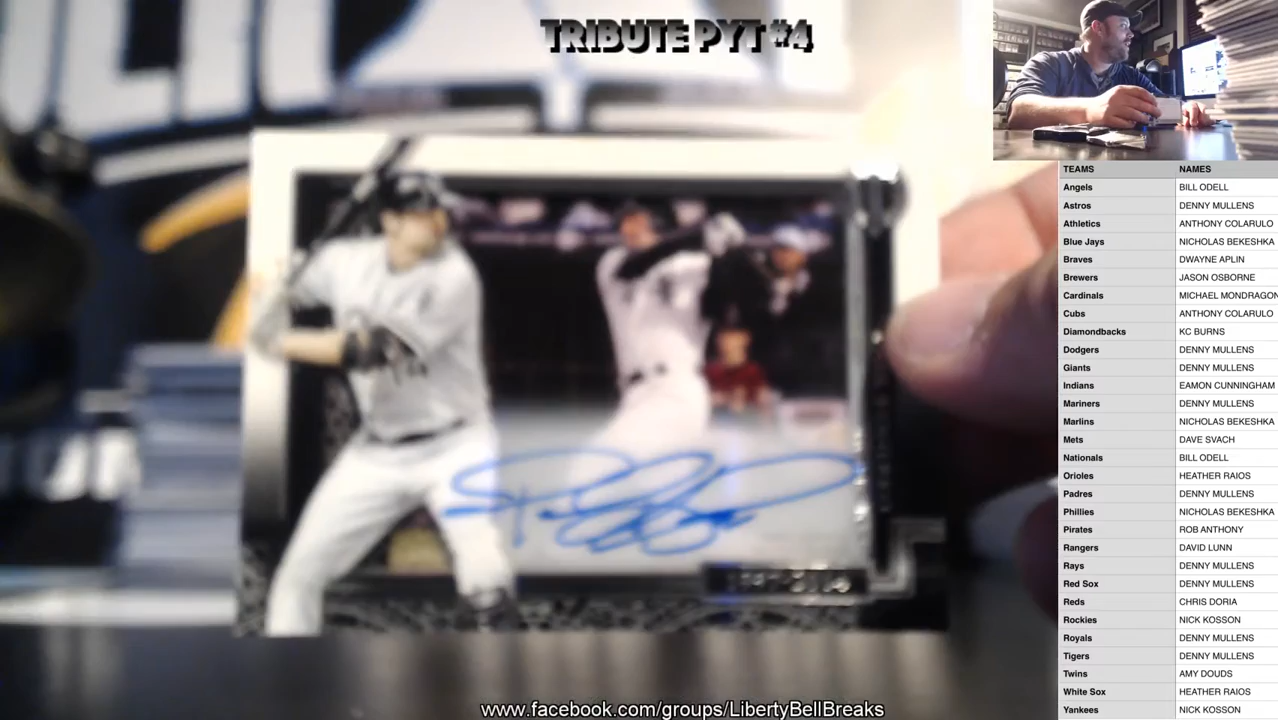 TRIBUTE PYT #4
TEAMS NAMES
Angels BILL ODELL
Astros DENNY MULLENS
Athletics ANTHONY COLARULO
Blue Jays NICHOLAS BEKESHKA
Braves DWAYNE APLIN
Brewers JASON OSBORNE
Cardinals MICHAEL MONDRAGON
Cubs ANTHONY COLARULO
Diamondbacks KC BURNS
Dodgers DENNY MULLENS
Giants DENNY MULLENS
Indians EAMON CUNNINGHAM
Mariners DENNY MULLENS
Marlins NICHOLAS BEKESHKA
Mets DAVE SVACH
Nationals BILL ODELL
Orioles HEATHER RAIOS
Padres DENNY MULLENS
Phillies NICHOLAS BEKESHKA
Pirates ROB ANTHONY
Rangers DAVID LUNN
Rays DENNY MULLENS
Red Sox DENNY MULLENS
Reds CHRIS DORIA
Rockies NICK KOSSON
Royals DENNY MULLENS
Tigers DENNY MULLENS
Twins AMY DOUDS
White Sox HEATHER RAIOS
Yankees NICK KOSSON
www.facebook.com/groups/LibertyBellBreaks